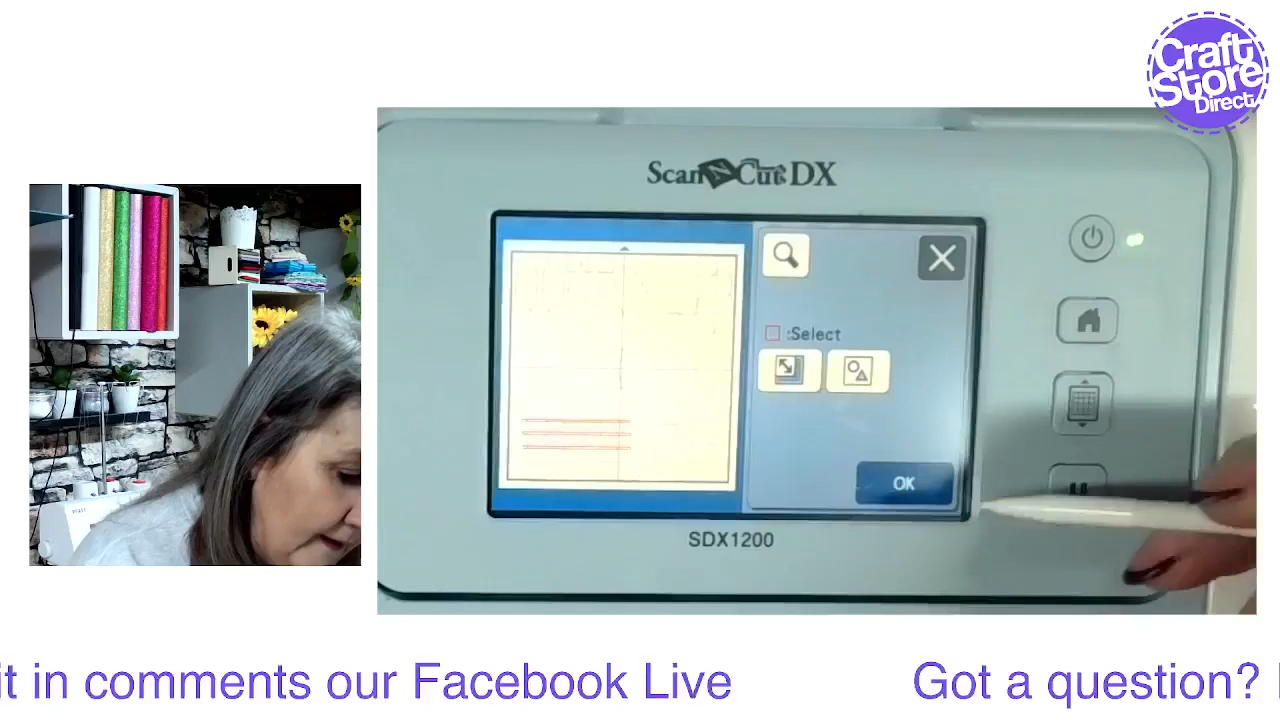 Craft
Store
Direct
ScanNCut DX
:Select
OK
SDX1200
it in comments our Facebook Live
Got a question?